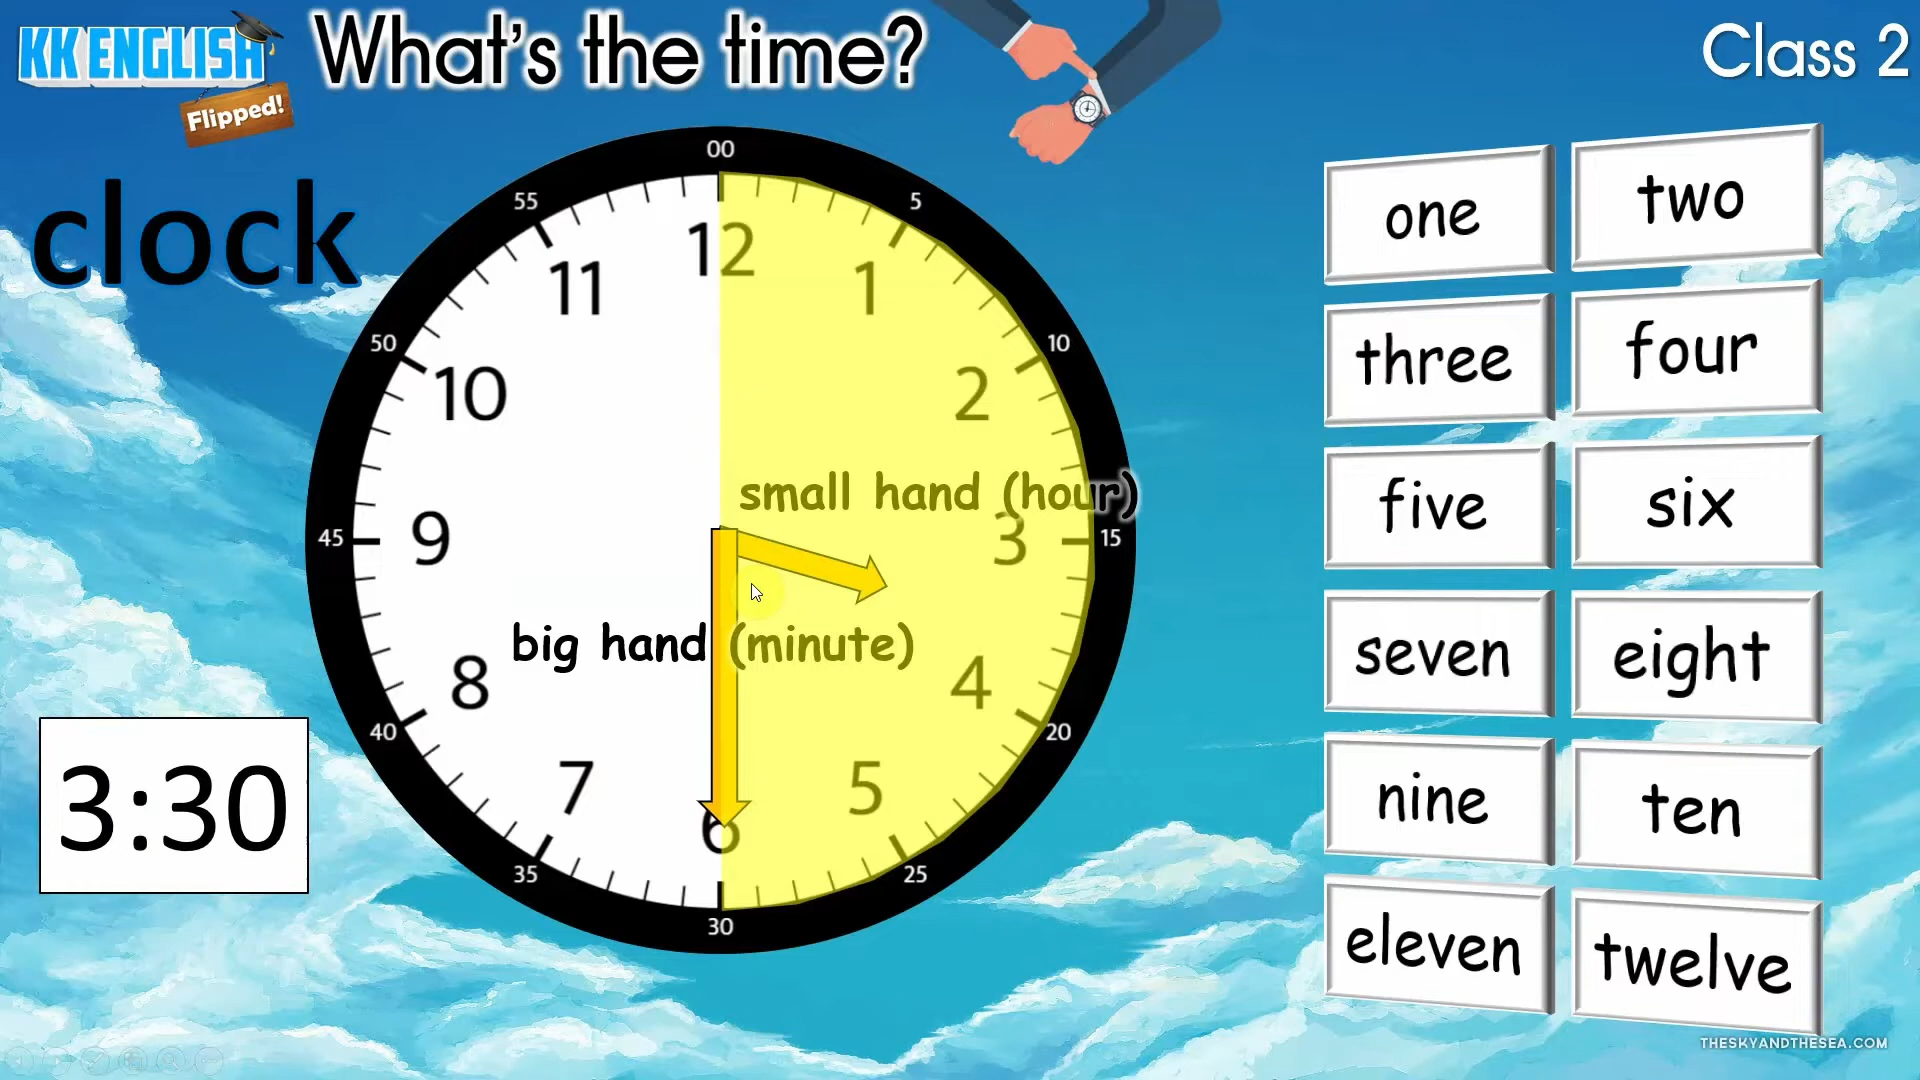 KK ENGLISH
Flipped!
What's the time?
Class 2
clock
00
5
10
15
20
25
30
35
40
45
50
55
12
1
2
3
4
5
6
7
8
9
10
11
small hand (hour)
big hand (minute)
3:30
one
two
three
four
five
six
seven
eight
nine
ten
eleven
twelve
THESKYANDTHESEA.COM